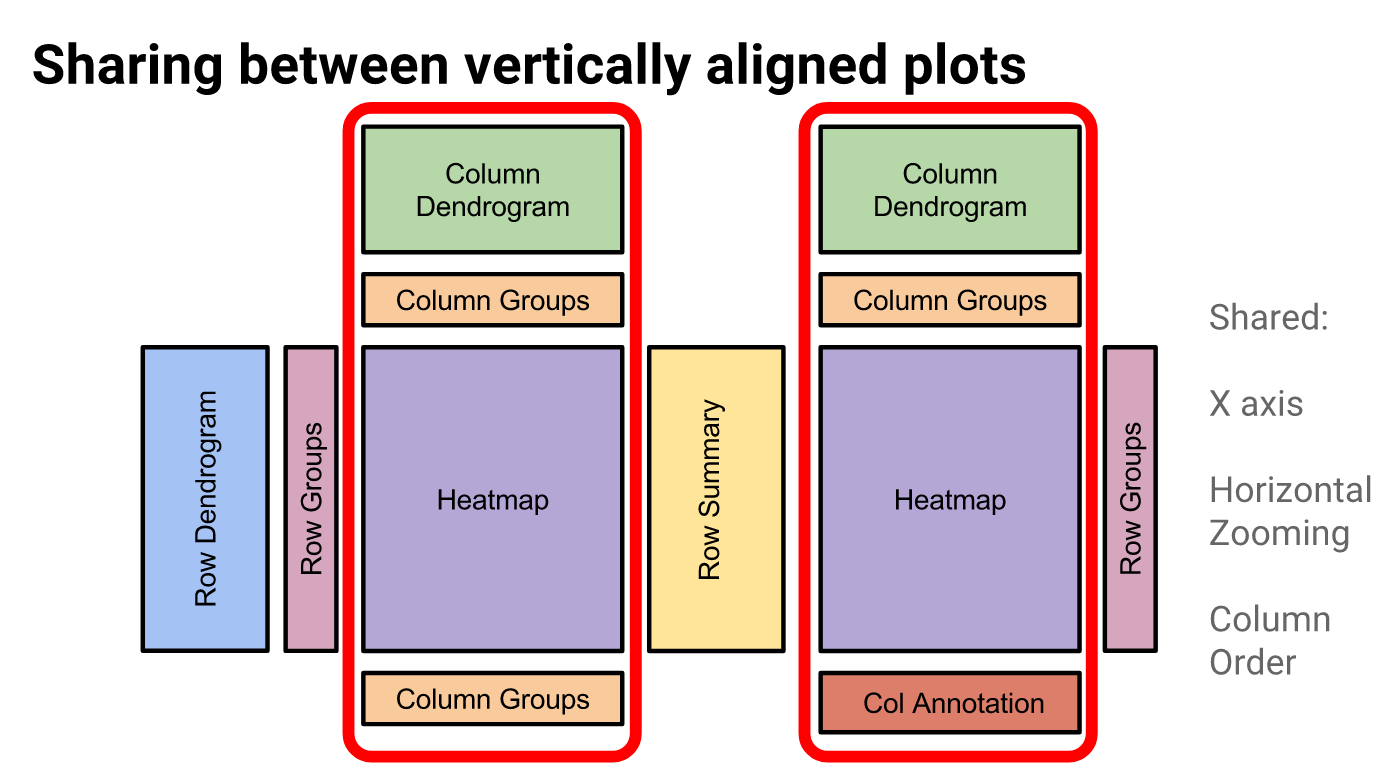 Sharing between vertically aligned plots
Column
Dendrogram
Column
Dendrogram
Column Groups
Column Groups
Row Dendrogram
Row Groups
Heatmap
Row Summary
Heatmap
Row Groups
Column Groups
Col Annotation
Shared:
X axis
Horizontal
Zooming
Column
Order